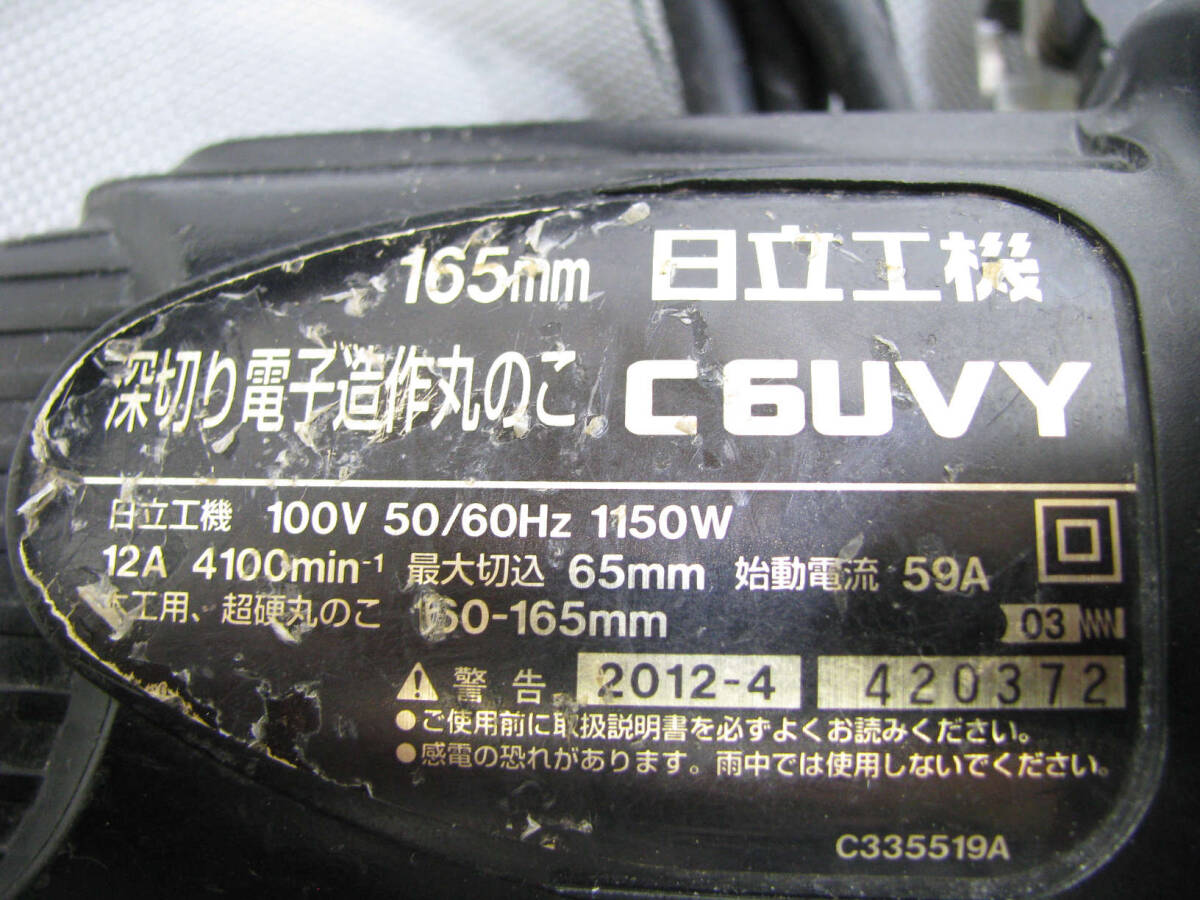 165mm 日立工機
深切り電子造作丸のこ C6UVY
日立工機 100V 50/60Hz 1150W
12A 4100min⁻¹ 最大切込 65mm 始動電流 59A
木工用、超硬丸のこ 160-165mm
03
警告 2012-4 420372
●ご使用前に取扱説明書を必ずよくお読みください。
●感電の恐れがあります。雨中では使用しないでください。
C335519A